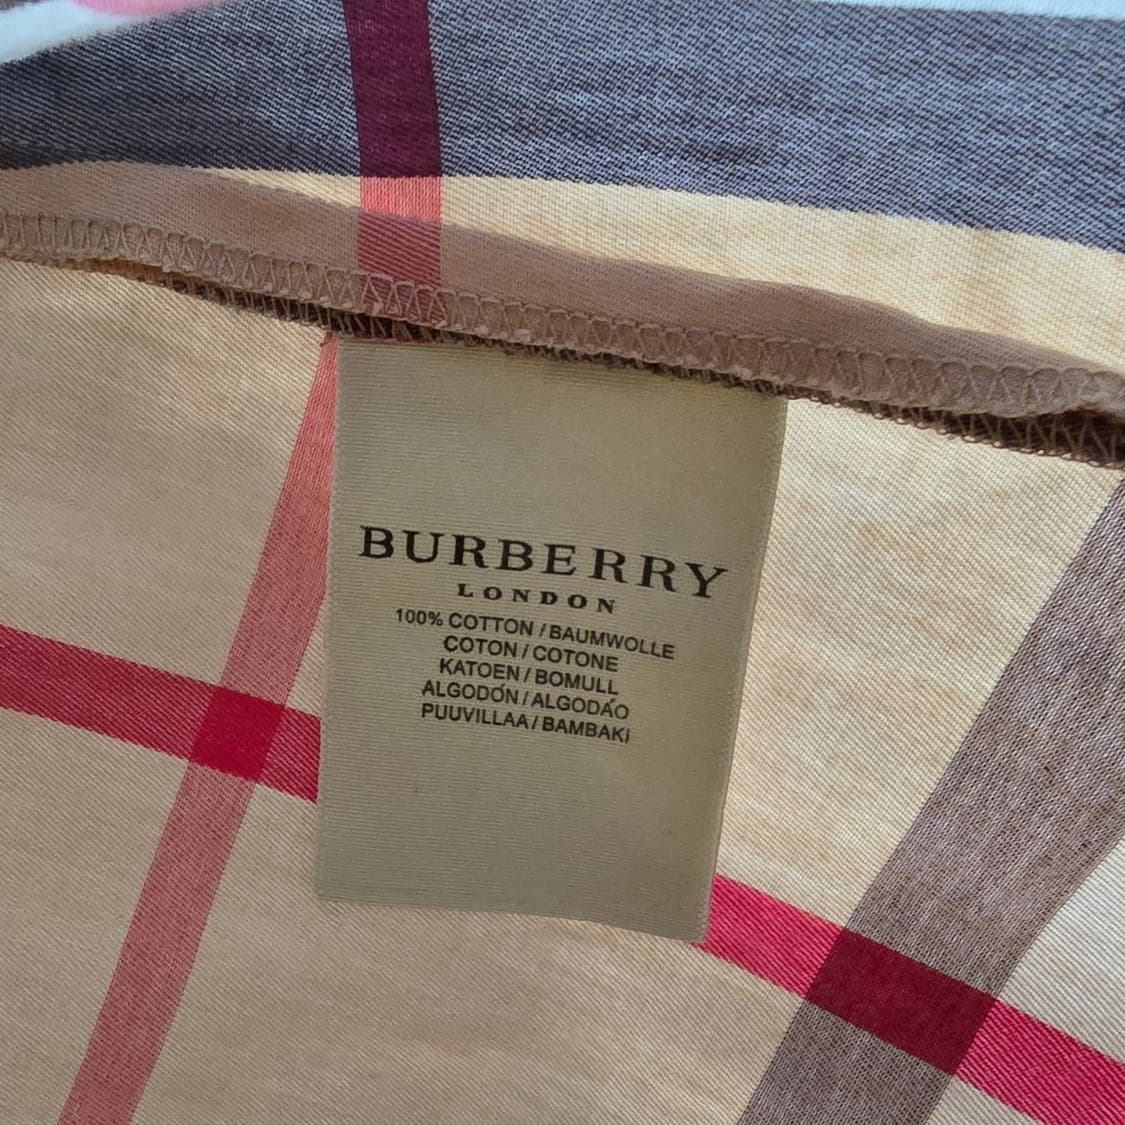 BURBERRY
LONDON
100% COTTON / BAUMWOLLE
COTON / COTONE
KATOEN / BOMULL
ALGODÓN / ALGODÃO
PUUVILLAA / BAMBAKI